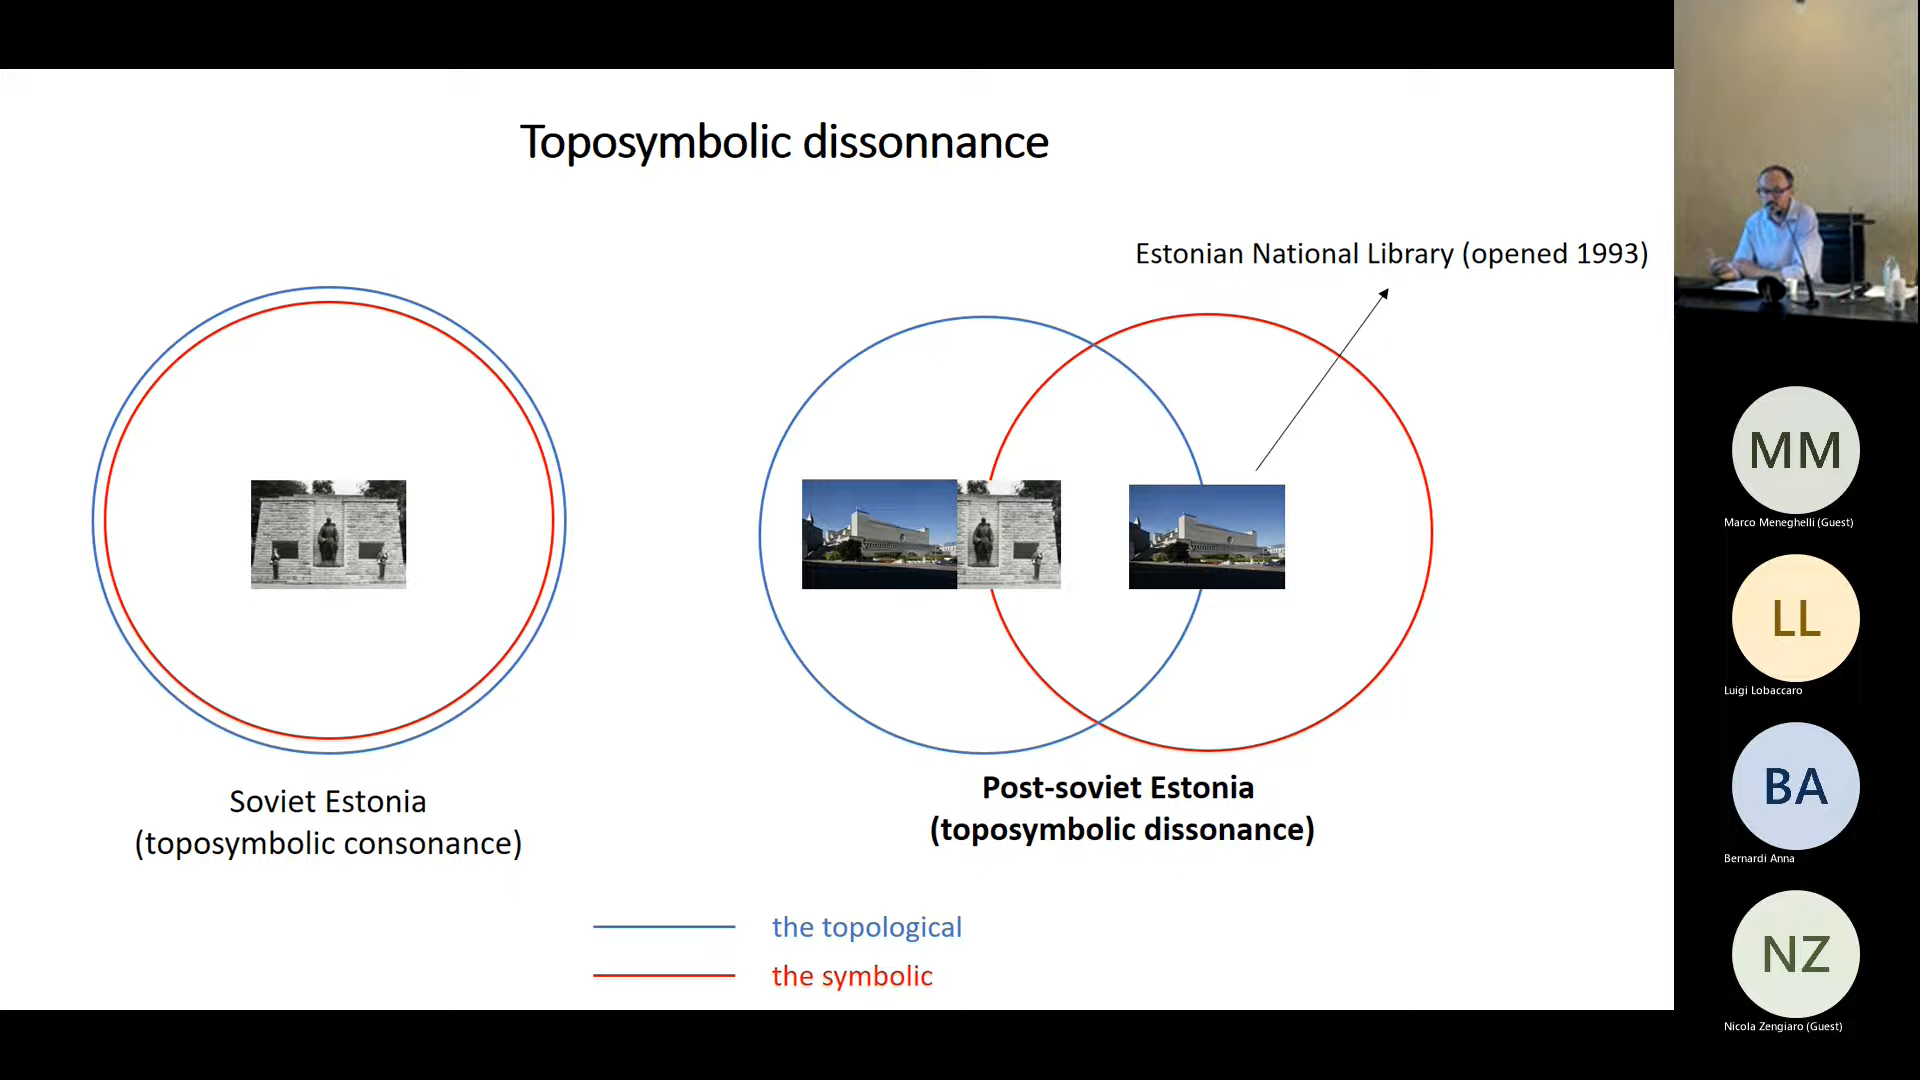 Toposymbolic dissonnance
Estonian National Library (opened 1993)
Soviet Estonia
(toposymbolic consonance)
Post-soviet Estonia
(toposymbolic dissonance)
the topological
the symbolic
MM
Marco Meneghelli (Guest)
LL
Luigi Lobaccaro
BA
Bernardi Anna
NZ
Nicola Zengiaro (Guest)